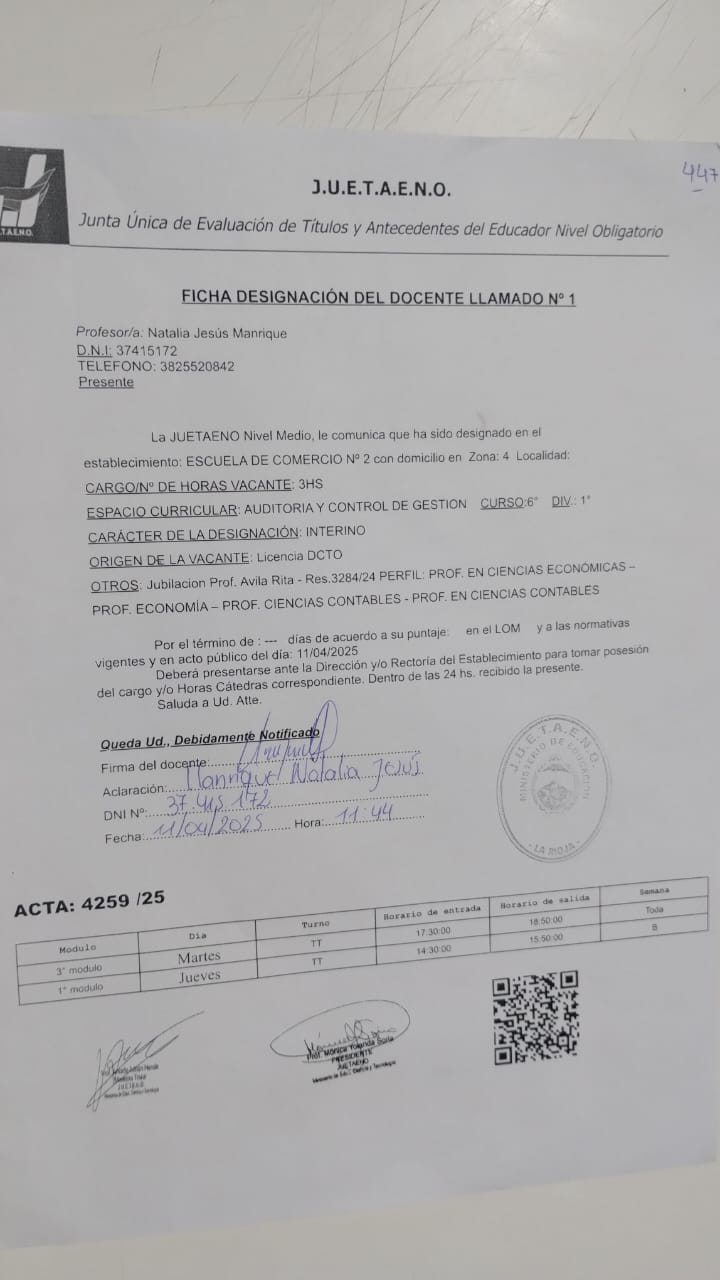 447
J.U.E.T.A.E.N.O.
Junta Única de Evaluación de Títulos y Antecedentes del Educador Nivel Obligatorio
TAENO.
FICHA DESIGNACIÓN DEL DOCENTE LLAMADO Nº 1
Profesor/a: Natalia Jesús Manrique
D.N.I: 37415172
TELEFONO: 3825520842
Presente
La JUETAENO Nivel Medio, le comunica que ha sido designado en el
establecimiento: ESCUELA DE COMERCIO Nº 2 con domicilio en Zona: 4 Localidad:
CARGO/Nº DE HORAS VACANTE: 3HS
ESPACIO CURRICULAR: AUDITORIA Y CONTROL DE GESTION CURSO:6° DIV.: 1°
CARÁCTER DE LA DESIGNACIÓN: INTERINO
ORIGEN DE LA VACANTE: Licencia DCTO
OTROS: Jubilacion Prof. Avila Rita - Res.3284/24 PERFIL: PROF. EN CIENCIAS ECONÓMICAS –
PROF. ECONOMÍA – PROF. CIENCIAS CONTABLES - PROF. EN CIENCIAS CONTABLES
Por el término de : --- días de acuerdo a su puntaje: en el LOM y a las normativas
vigentes y en acto público del día: 11/04/2025
Deberá presentarse ante la Dirección y/o Rectoría del Establecimiento para tomar posesión
del cargo y/o Horas Cátedras correspondiente. Dentro de las 24 hs. recibido la presente.
Saluda a Ud. Atte.
Queda Ud., Debidamente Notificado
Firma del docente:
Aclaración: Manrique Natalia Jesús
DNI Nº: 37.415.172
Fecha: 11/04/2025 Hora: 11:44
J.U.E.T.A.E.N.O
MINISTERIO DE EDUCACIÓN
- LA RIOJA -
ACTA: 4259 /25
Modulo Dia Turno Horario de entrada Horario de salida Semana
3° modulo Martes TT 17:30:00 18:50:00 Toda
1° modulo Jueves TT 14:30:00 15:50:00 B
Prof. Mónica Yolanda
PRESIDENTE
JUETAENO